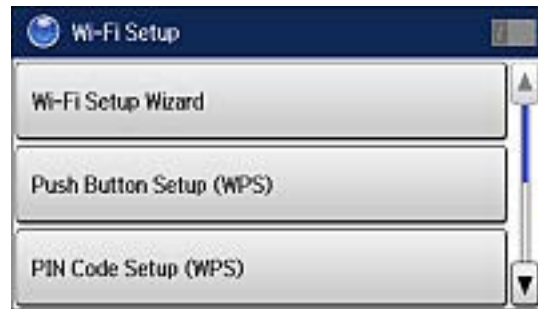 Wi-Fi Setup
Wi-Fi Setup Wizard
Push Button Setup (WPS)
PIN Code Setup (WPS)